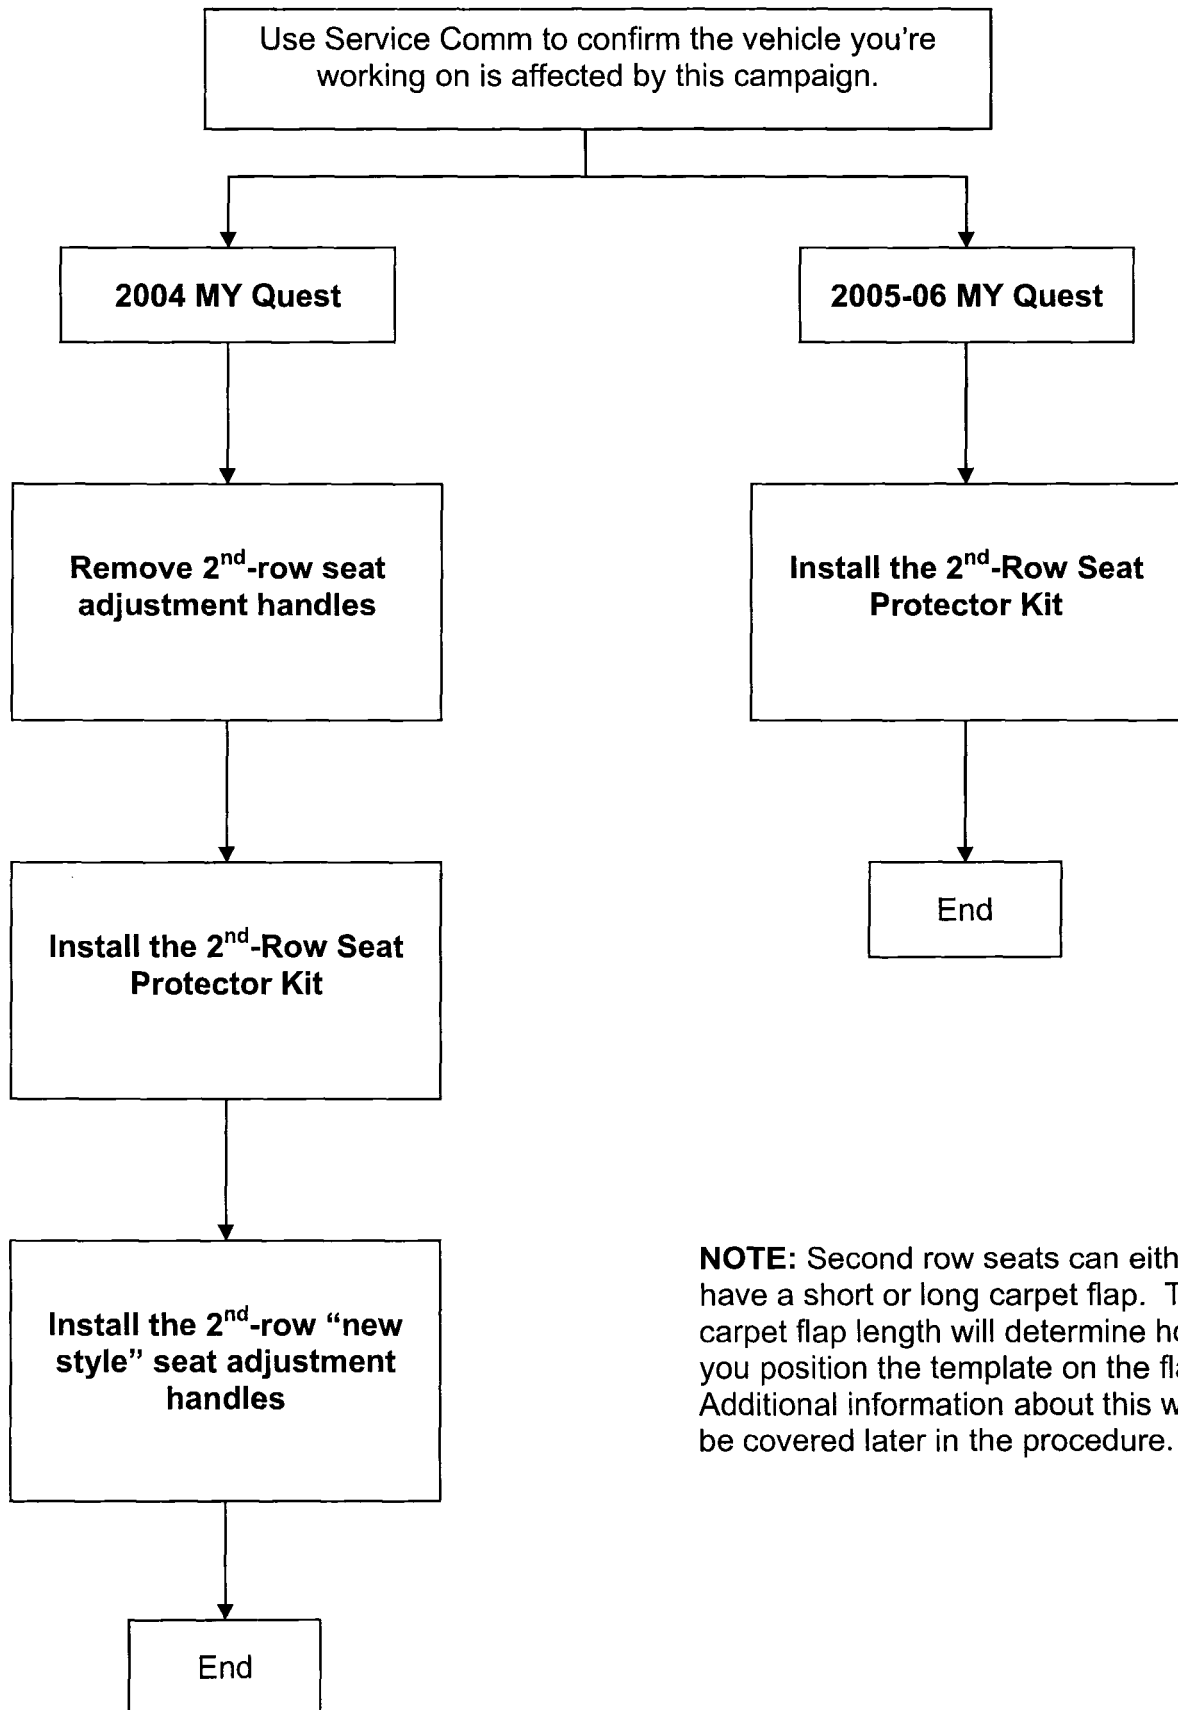 Use Service Comm to confirm the vehicle you're
working on is affected by this campaign.
2004 MY Quest
2005-06 MY Quest
Remove 2nd-row seat
adjustment handles
Install the 2nd-Row Seat
Protector Kit
Install the 2nd-Row Seat
Protector Kit
End
Install the 2nd-row “new
style” seat adjustment
handles
End
NOTE: Second row seats can
have a short or long carpet flap.
carpet flap length will determine
you position the template on the
Additional information about this
be covered later in the procedure.